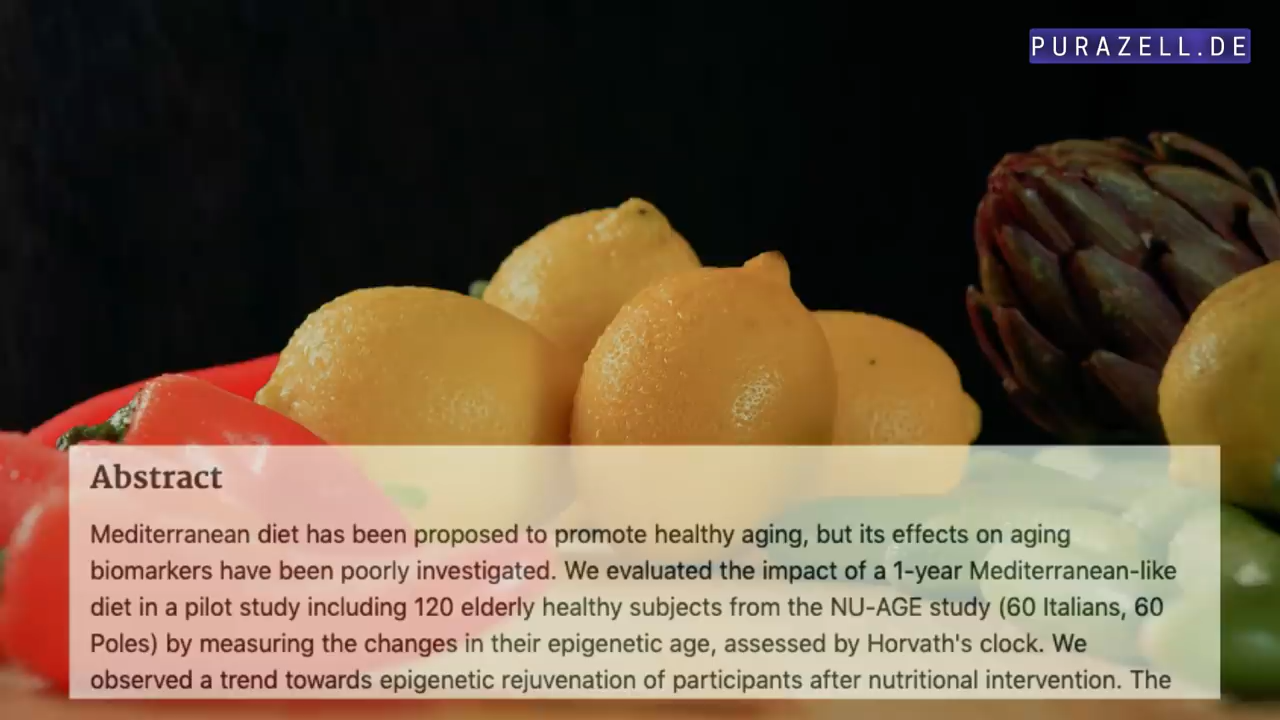 PURAZELL.DE
Abstract
Mediterranean diet has been proposed to promote healthy aging, but its effects on aging
biomarkers have been poorly investigated. We evaluated the impact of a 1-year Mediterranean-like
diet in a pilot study including 120 elderly healthy subjects from the NU-AGE study (60 Italians, 60
Poles) by measuring the changes in their epigenetic age, assessed by Horvath's clock. We
observed a trend towards epigenetic rejuvenation of participants after nutritional intervention. The